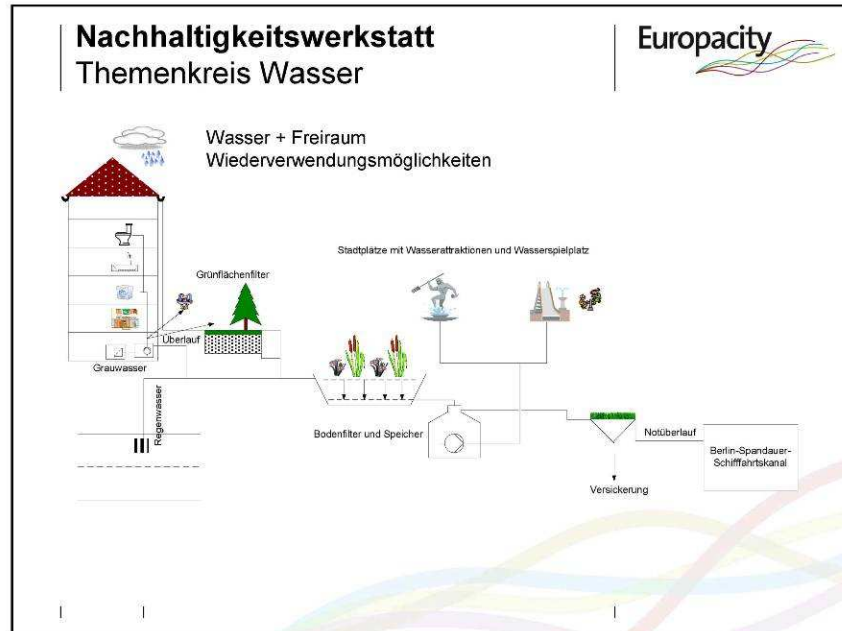 Nachhaltigkeitswerkstatt
Themenkreis Wasser
Europacity
Wasser + Freiraum
Wiederverwendungsmöglichkeiten
Stadtplätze mit Wasserattraktionen und Wasserspielplatz
Grünflächenfilter
Überlauf
Grauwasser
Regenwasser
Bodenfilter und Speicher
Notüberlauf
Berlin-Spandauer-
Schifffahrtskanal
Versickerung